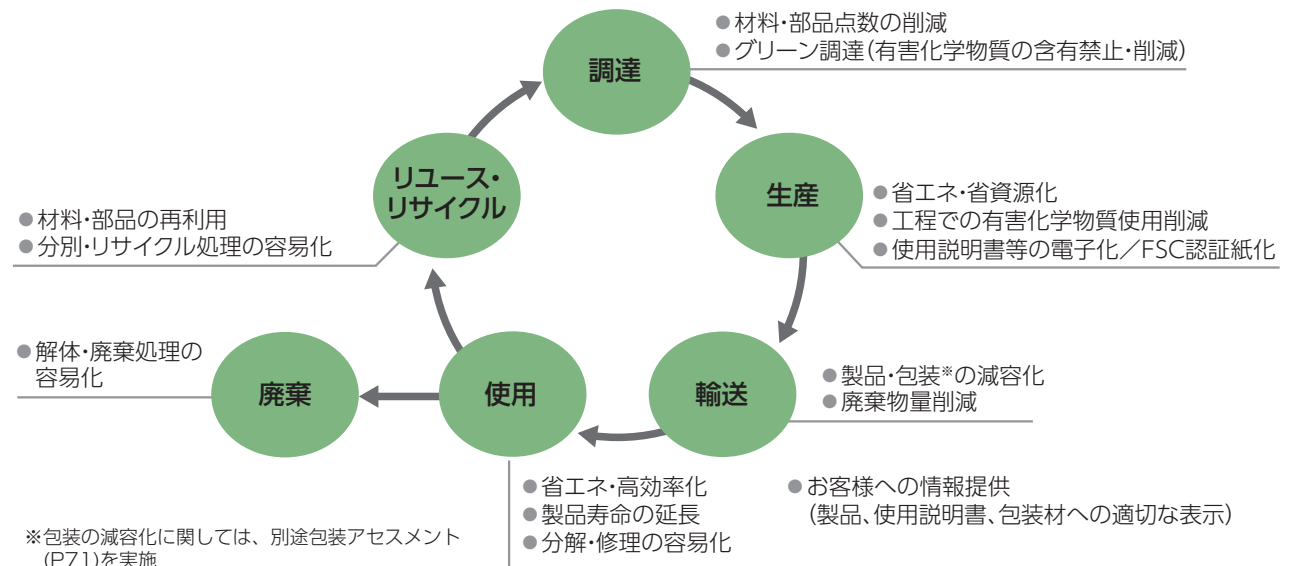 ●材料・部品点数の削減
●グリーン調達(有害化学物質の含有禁止・削減)
調達
リユース・
リサイクル
生産
●省エネ・省資源化
●工程での有害化学物質使用削減
●使用説明書等の電子化／FSC認証紙化
●材料・部品の再利用
●分別・リサイクル処理の容易化
●解体・廃棄処理の
容易化
廃棄
使用
輸送
●製品・包装※の減容化
●廃棄物量削減
●省エネ・高効率化
●製品寿命の延長
●分解・修理の容易化
●お客様への情報提供
(製品、使用説明書、包装材への適切な表示)
※包装の減容化に関しては、別途包装アセスメント
(P71)を実施